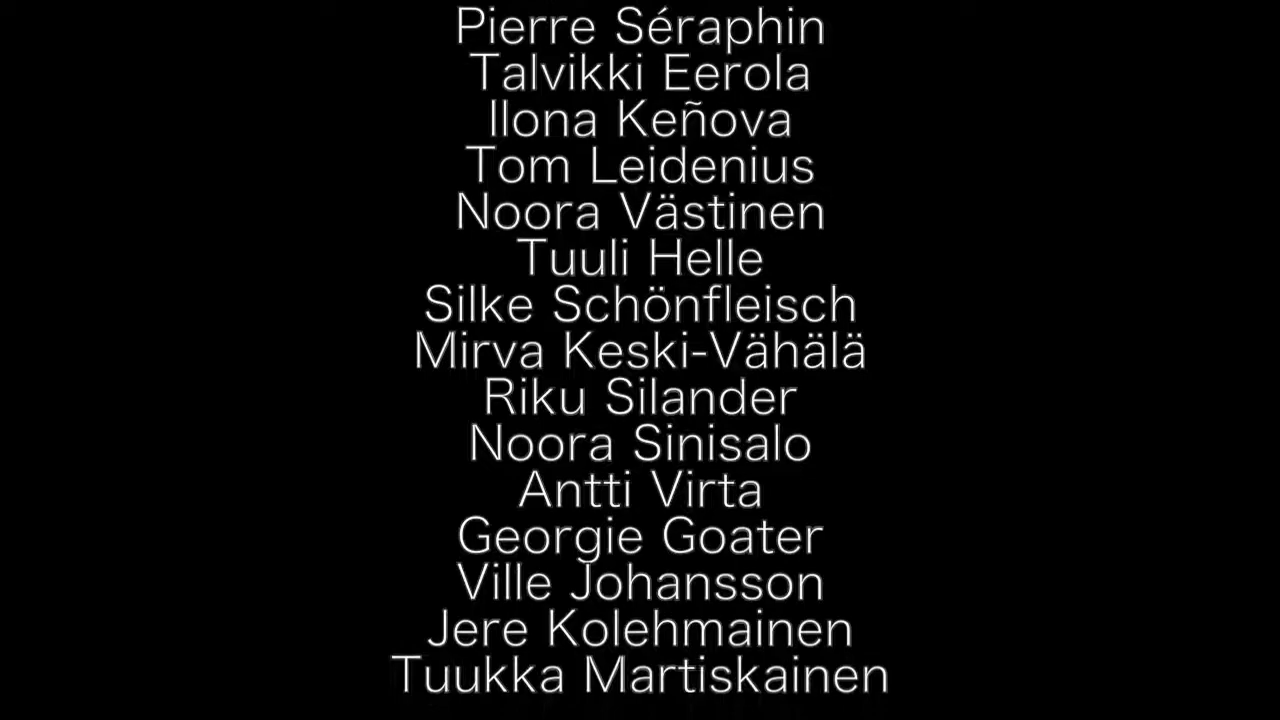 Pierre Séraphin
Talvikki Eerola
Ilona Keñova
Tom Leidenius
Noora Västinen
Tuuli Helle
Silke Schönfleisch
Mirva Keski-Vähälä
Riku Silander
Noora Sinisalo
Antti Virta
Georgie Goater
Ville Johansson
Jere Kolehmainen
Tuukka Martiskainen